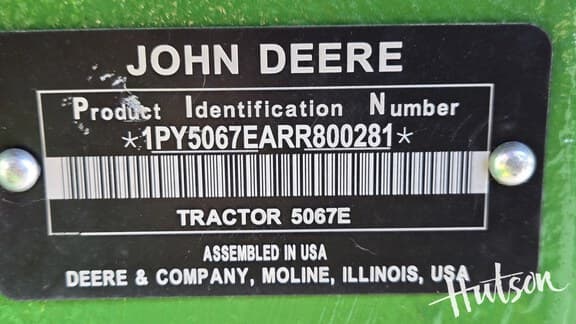 JOHN DEERE
Product Identification Number
*1PY5067EARR800281*
TRACTOR 5067E
ASSEMBLED IN USA
DEERE & COMPANY, MOLINE, ILLINOIS, USA
Hutson